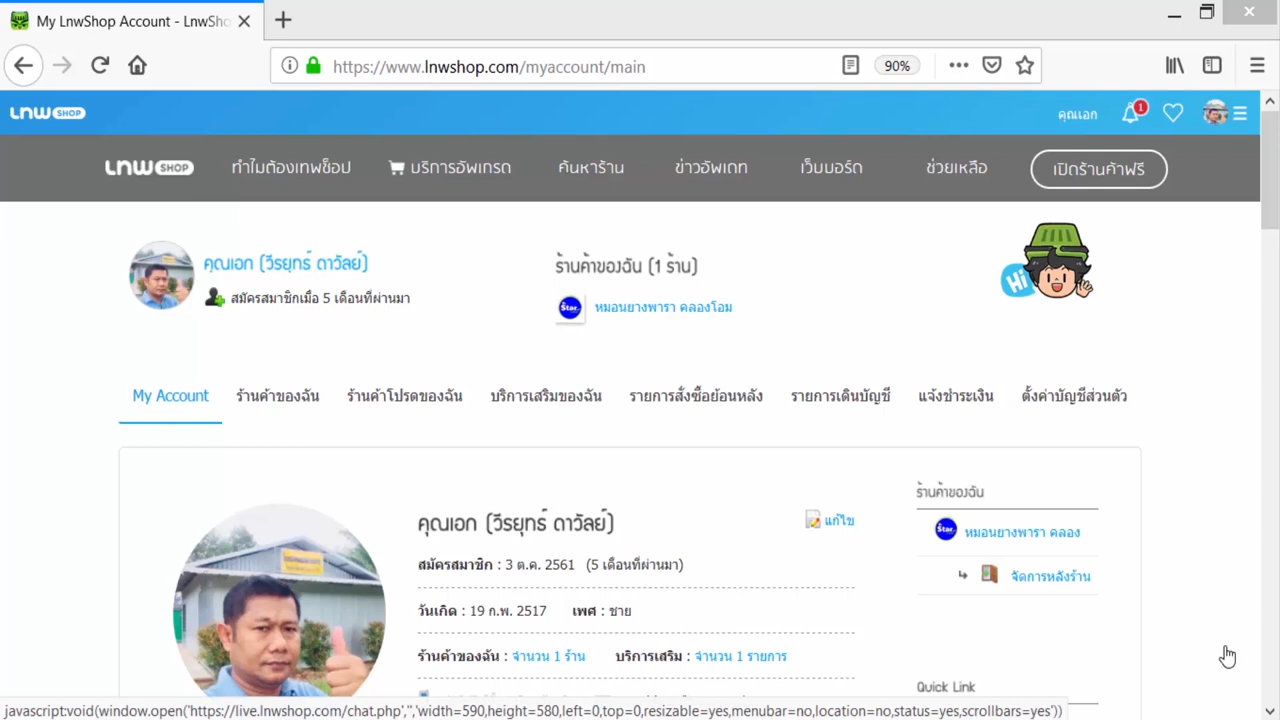 My LnwShop Account - LnwSho
https://www.lnwshop.com/myaccount/main
90%
LnW SHOP
คุณเอก
1
LnW SHOP
ทำไมต้องเทพช็อป
บริการอัพเกรด
ค้นหาร้าน
ข่าวอัพเดท
เว็บบอร์ด
ช่วยเหลือ
เปิดร้านค้าฟรี
คุณเอก (วีรยุทร์ ดาวัลย์)
สมัครสมาชิกเมื่อ 5 เดือนที่ผ่านมา
ร้านค้าของฉัน (1 ร้าน)
Star
หมอนยางพารา คลองโอม
Hi
My Account
ร้านค้าของฉัน
ร้านค้าโปรดของฉัน
บริการเสริมของฉัน
รายการสั่งซื้อย้อนหลัง
รายการเดินบัญชี
แจ้งชำระเงิน
ตั้งค่าบัญชีส่วนตัว
คุณเอก (วีรยุทร์ ดาวัลย์)
แก้ไข
สมัครสมาชิก : 3 ต.ค. 2561 (5 เดือนที่ผ่านมา)
วันเกิด : 19 ก.พ. 2517 เพศ : ชาย
ร้านค้าของฉัน : จำนวน 1 ร้าน บริการเสริม : จำนวน 1 รายการ
ร้านค้าของฉัน
Star
หมอนยางพารา คลอง
จัดการหลังร้าน
Quick Link
javascript:void(window.open('https://live.lnwshop.com/chat.php','','width=590,height=580,left=0,top=0,resizable=yes,menubar=no,location=no,status=yes,scrollbars=yes'))